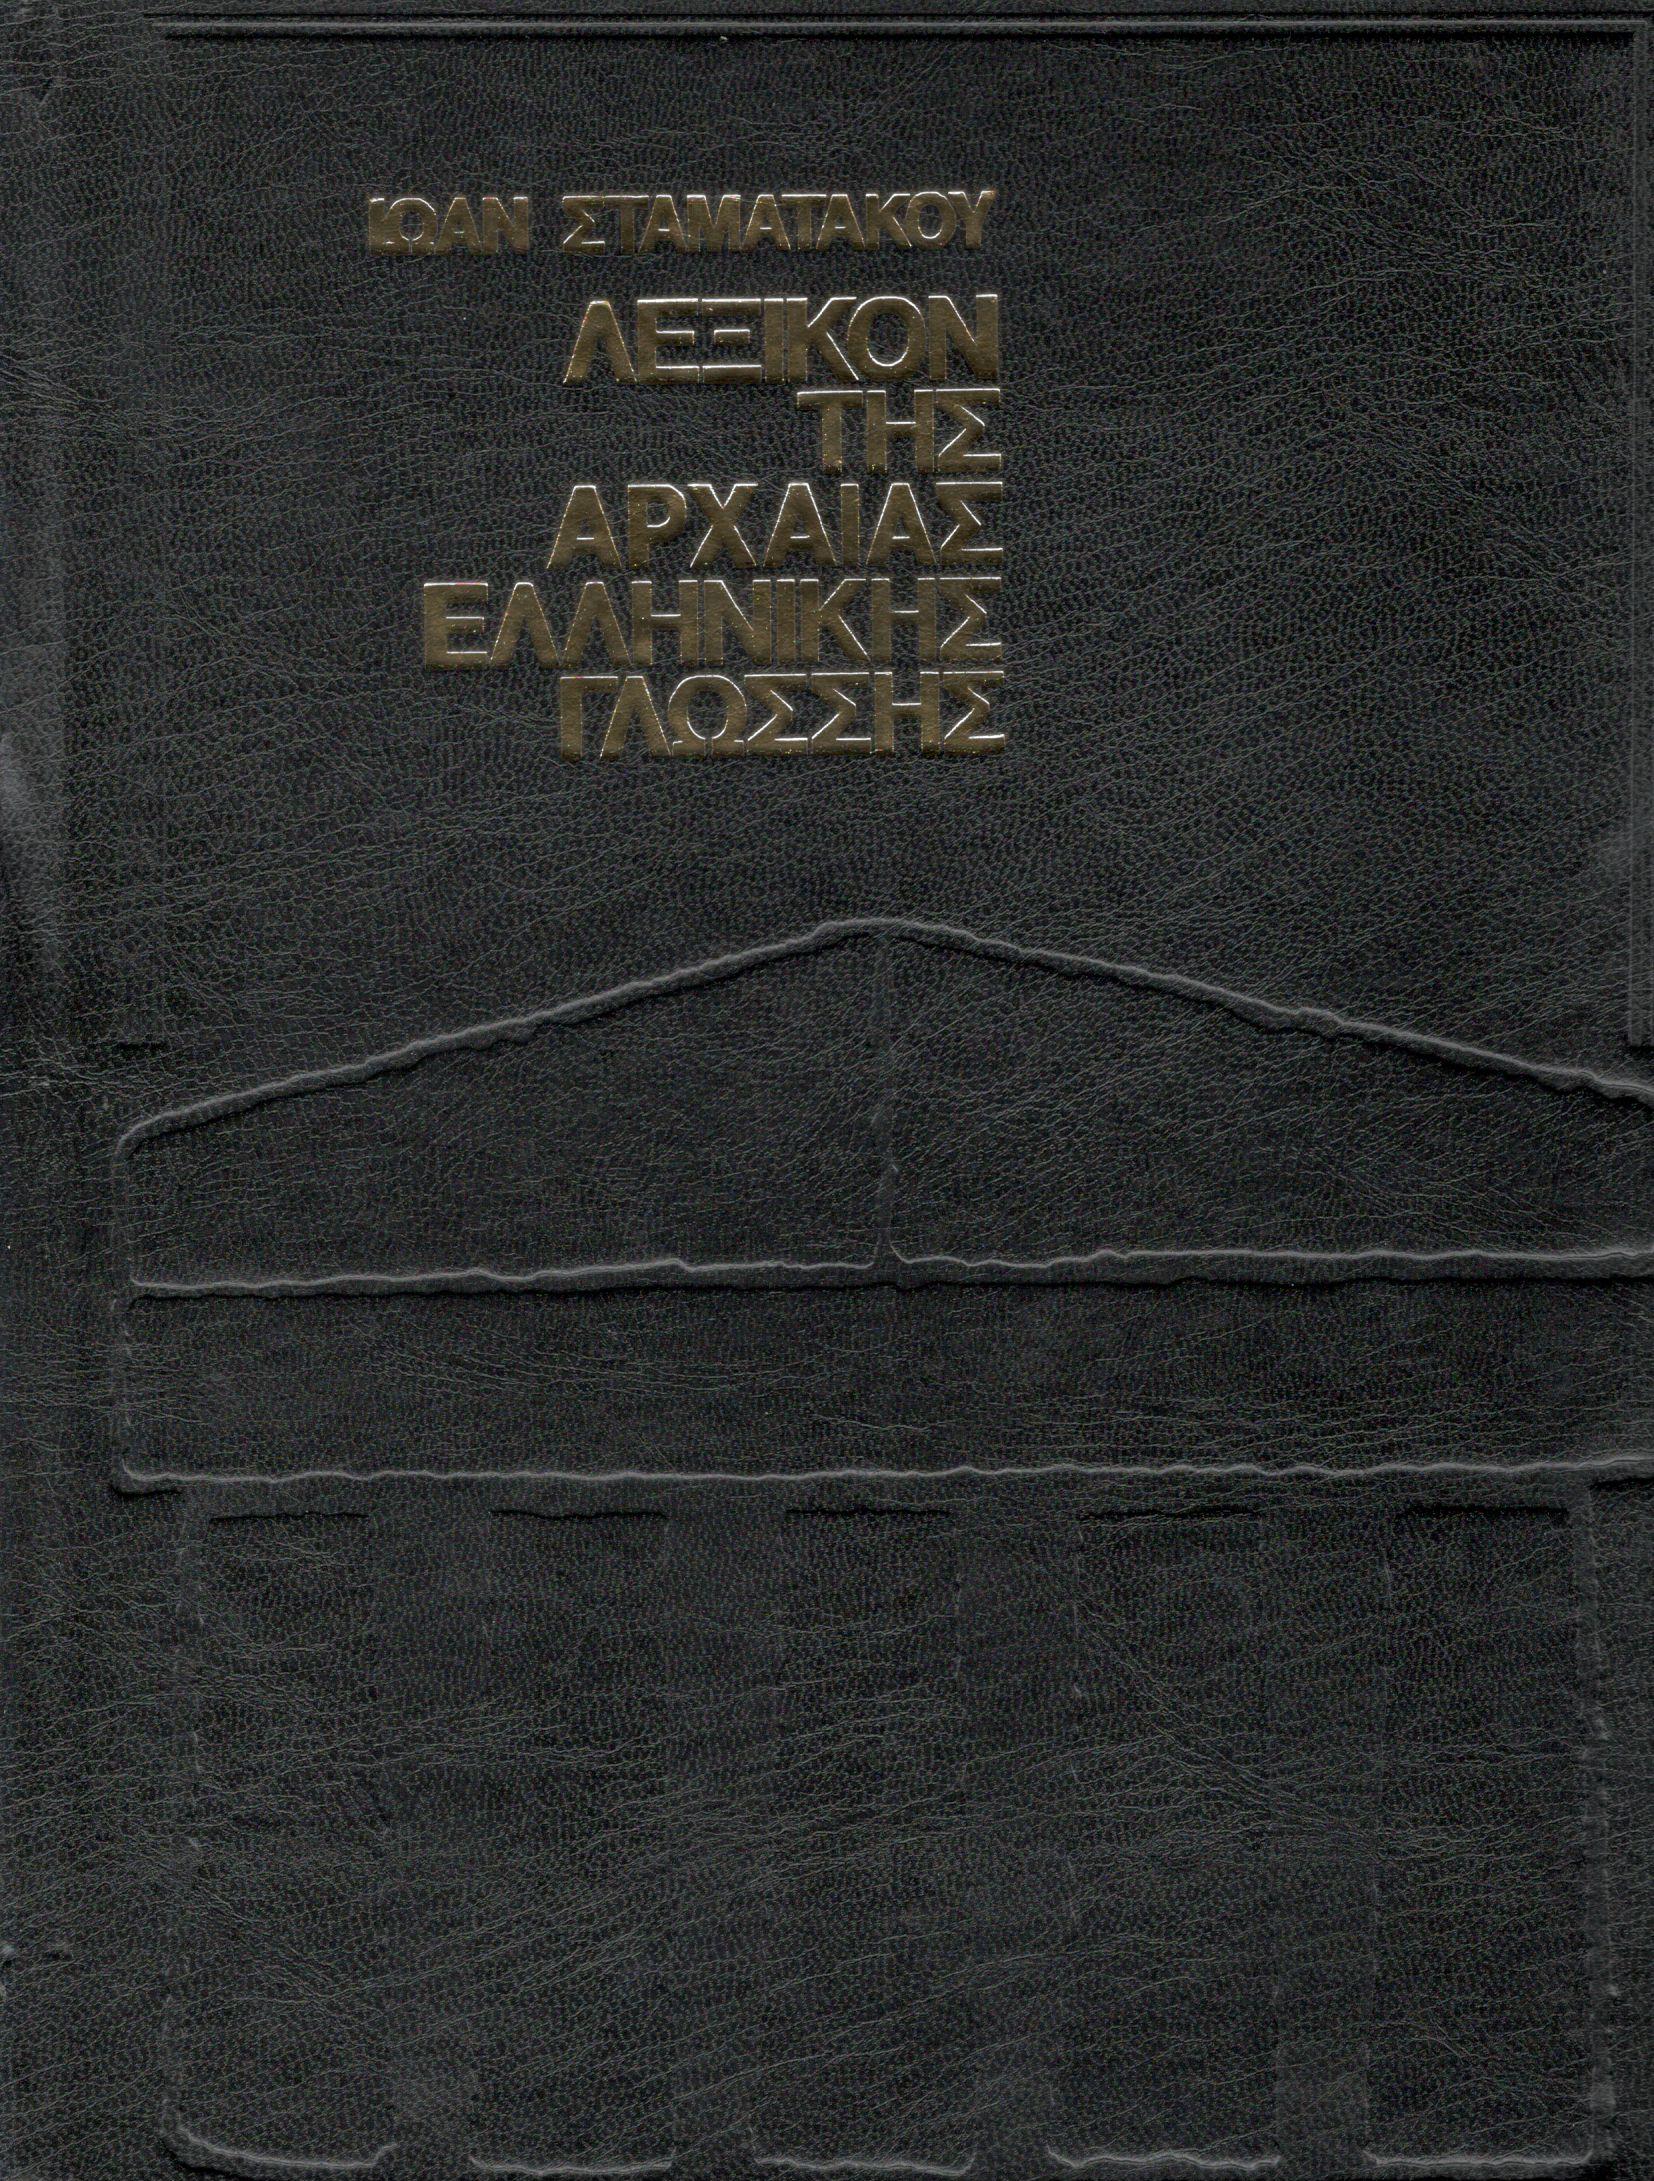 ΙΩΑΝ ΣΤΑΜΑΤΑΚΟΥ
ΛΕΞΙΚΟΝ
ΤΗΣ
ΑΡΧΑΙΑΣ
ΕΛΛΗΝΙΚΗΣ
ΓΛΩΣΣΗΣ